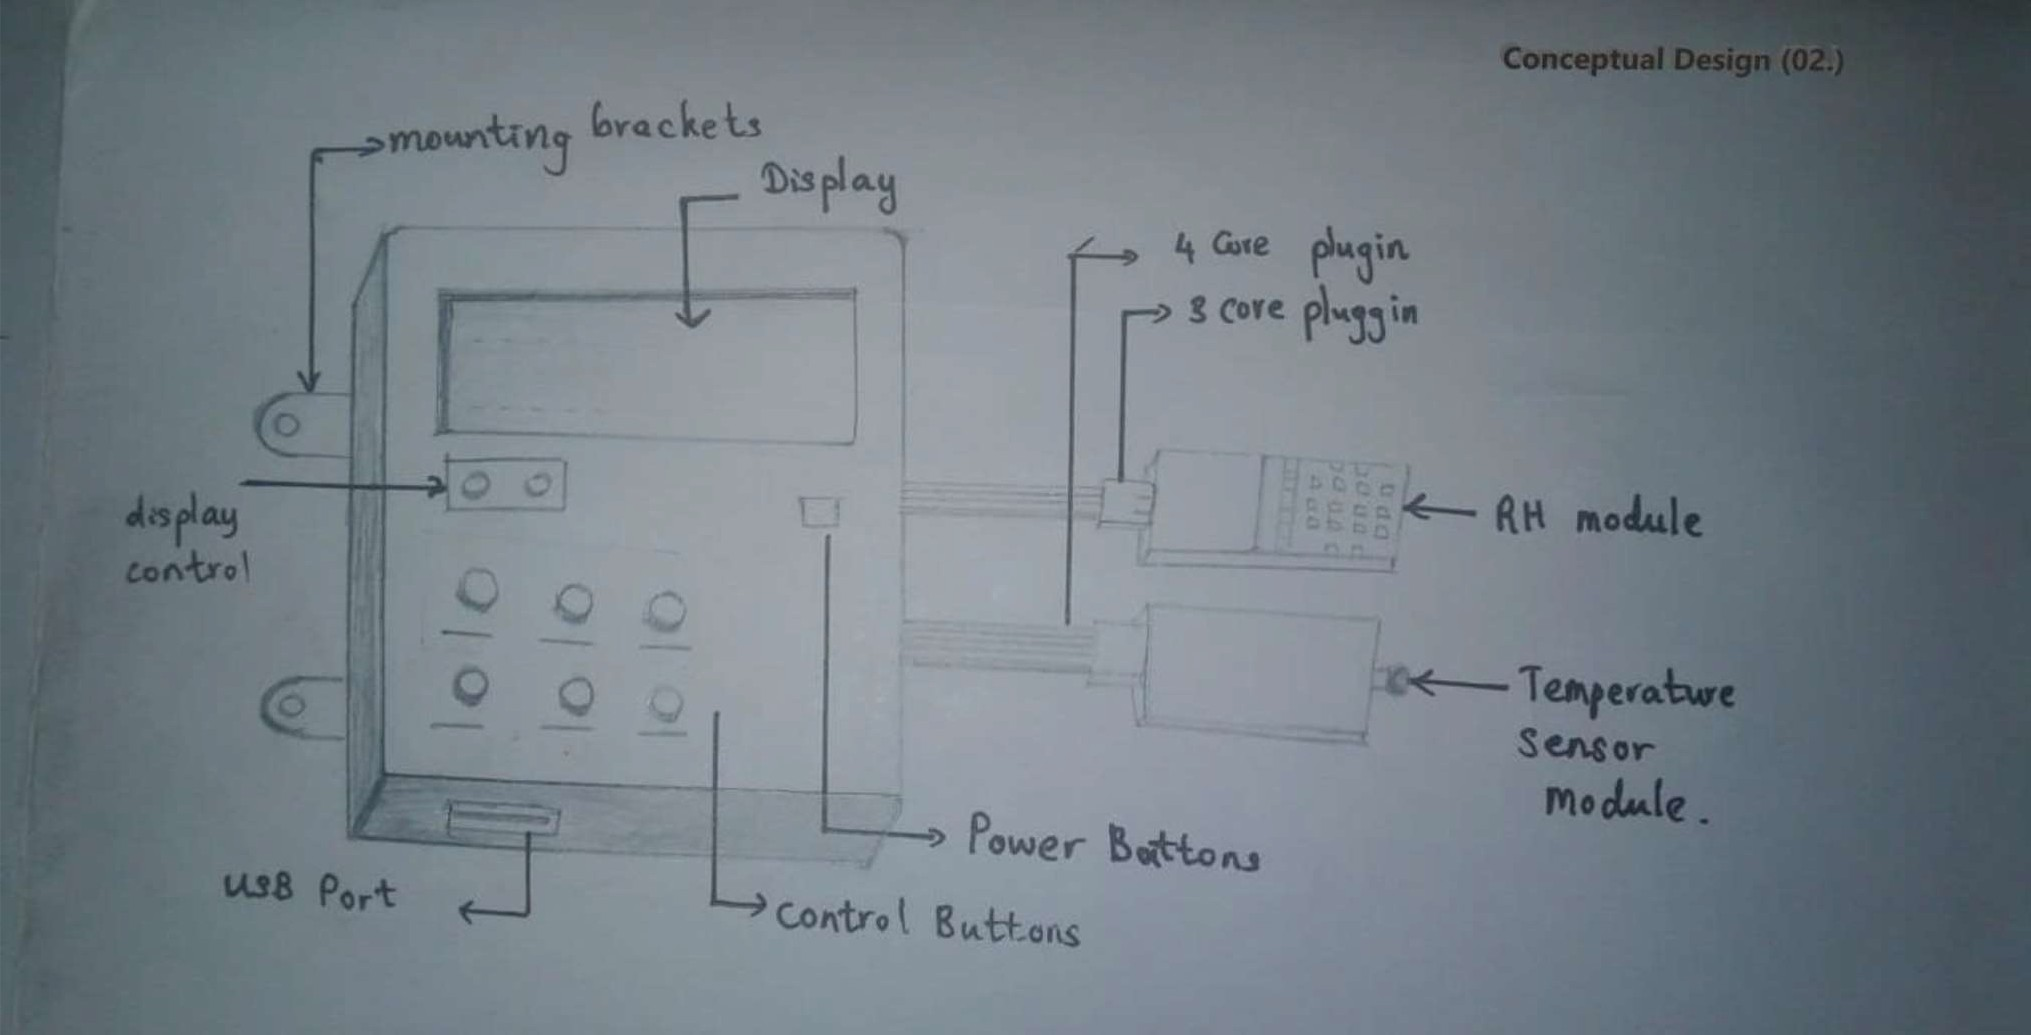 Conceptual Design (02.)
mounting brackets
Display
4 Core plugin
3 core pluggin
display
control
RH module
Temperature
Sensor
Module.
Power Buttons
USB Port
Control Buttons